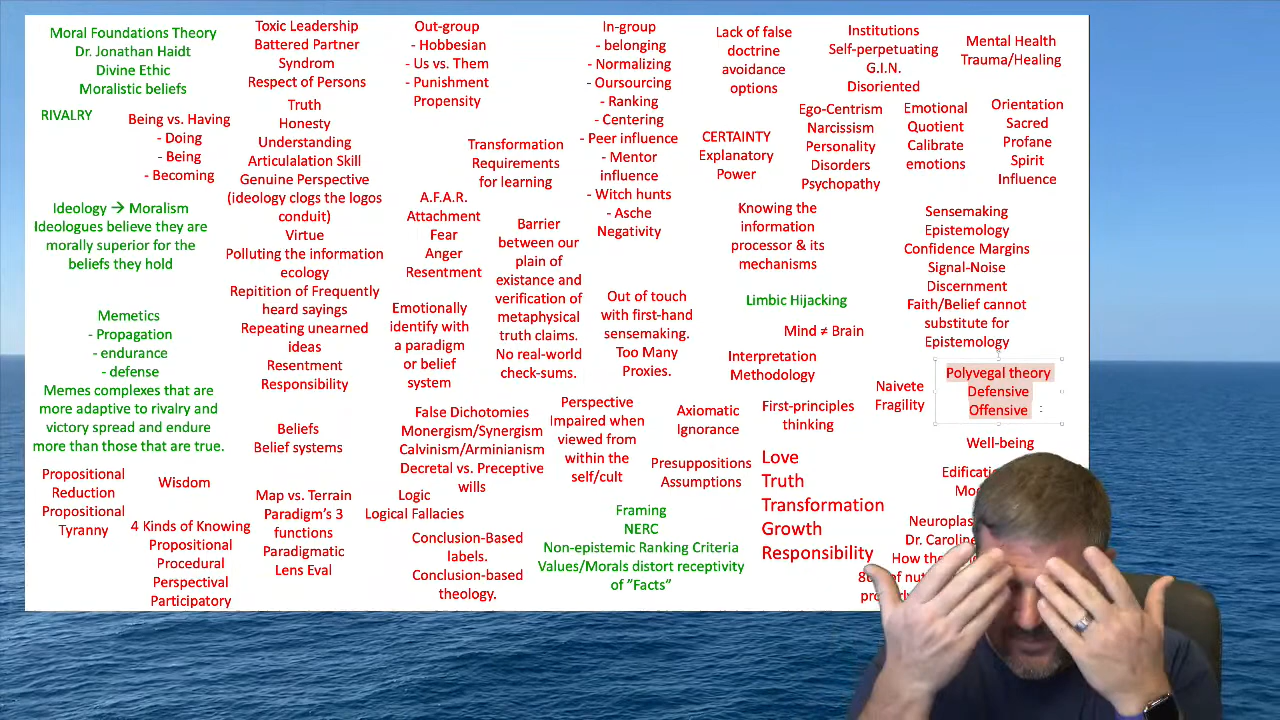 Moral Foundations Theory
Dr. Jonathan Haidt
Divine Ethic
Moralistic beliefs
RIVALRY
Being vs. Having
- Doing
- Being
- Becoming
Ideology → Moralism
Ideologues believe they are
morally superior for the
beliefs they hold
Memetics
- Propagation
- endurance
- defense
Memes complexes that are
more adaptive to rivalry and
victory spread and endure
more than those that are true.
Propositional
Reduction
Propositional
Tyranny
Wisdom
4 Kinds of Knowing
Propositional
Procedural
Perspectival
Participatory
Toxic Leadership
Battered Partner
Syndrom
Respect of Persons
Truth
Honesty
Understanding
Articulalation Skill
Genuine Perspective
(ideology clogs the logos
conduit)
Virtue
Polluting the information
ecology
Repitition of Frequently
heard sayings
Repeating unearned
ideas
Resentment
Responsibility
Beliefs
Belief systems
Map vs. Terrain
Paradigm's 3
functions
Paradigmatic
Lens Eval
Out-group
- Hobbesian
- Us vs. Them
- Punishment
Propensity
Transformation
Requirements
for learning
A.F.A.R.
Attachment
Fear
Anger
Resentment
Barrier
between our
plain of
existance and
verification of
metaphysical
truth claims.
No real-world
check-sums.
Emotionally
identify with
a paradigm
or belief
system
False Dichotomies
Monergism/Synergism
Calvinism/Arminianism
Decretal vs. Preceptive
wills
Logic
Logical Fallacies
Conclusion-Based
labels.
Conclusion-based
theology.
In-group
- belonging
- Normalizing
- Oursourcing
- Ranking
- Centering
- Peer influence
- Mentor
influence
- Witch hunts
- Asche
Negativity
Out of touch
with first-hand
sensemaking.
Too Many
Proxies.
Perspective
Impaired when
viewed from
within the
self/cult
Framing
NERC
Non-epistemic Ranking Criteria
Values/Morals distort receptivity
of ”Facts”
Lack of false
doctrine
avoidance
options
CERTAINTY
Explanatory
Power
Knowing the
information
processor & its
mechanisms
Limbic Hijacking
Mind ≠ Brain
Interpretation
Methodology
Axiomatic
Ignorance
First-principles
thinking
Presuppositions
Assumptions
Love
Truth
Transformation
Growth
Responsibility
Institutions
Self-perpetuating
G.I.N.
Disoriented
Ego-Centrism
Narcissism
Personality
Disorders
Psychopathy
Emotional
Quotient
Calibrate
emotions
Mental Health
Trauma/Healing
Orientation
Sacred
Profane
Spirit
Influence
Sensemaking
Epistemology
Confidence Margins
Signal-Noise
Discernment
Faith/Belief cannot
substitute for
Epistemology
Naivete
Fragility
Polyvegal theory
Defensive
Offensive
Well-being
Dr.
How
of